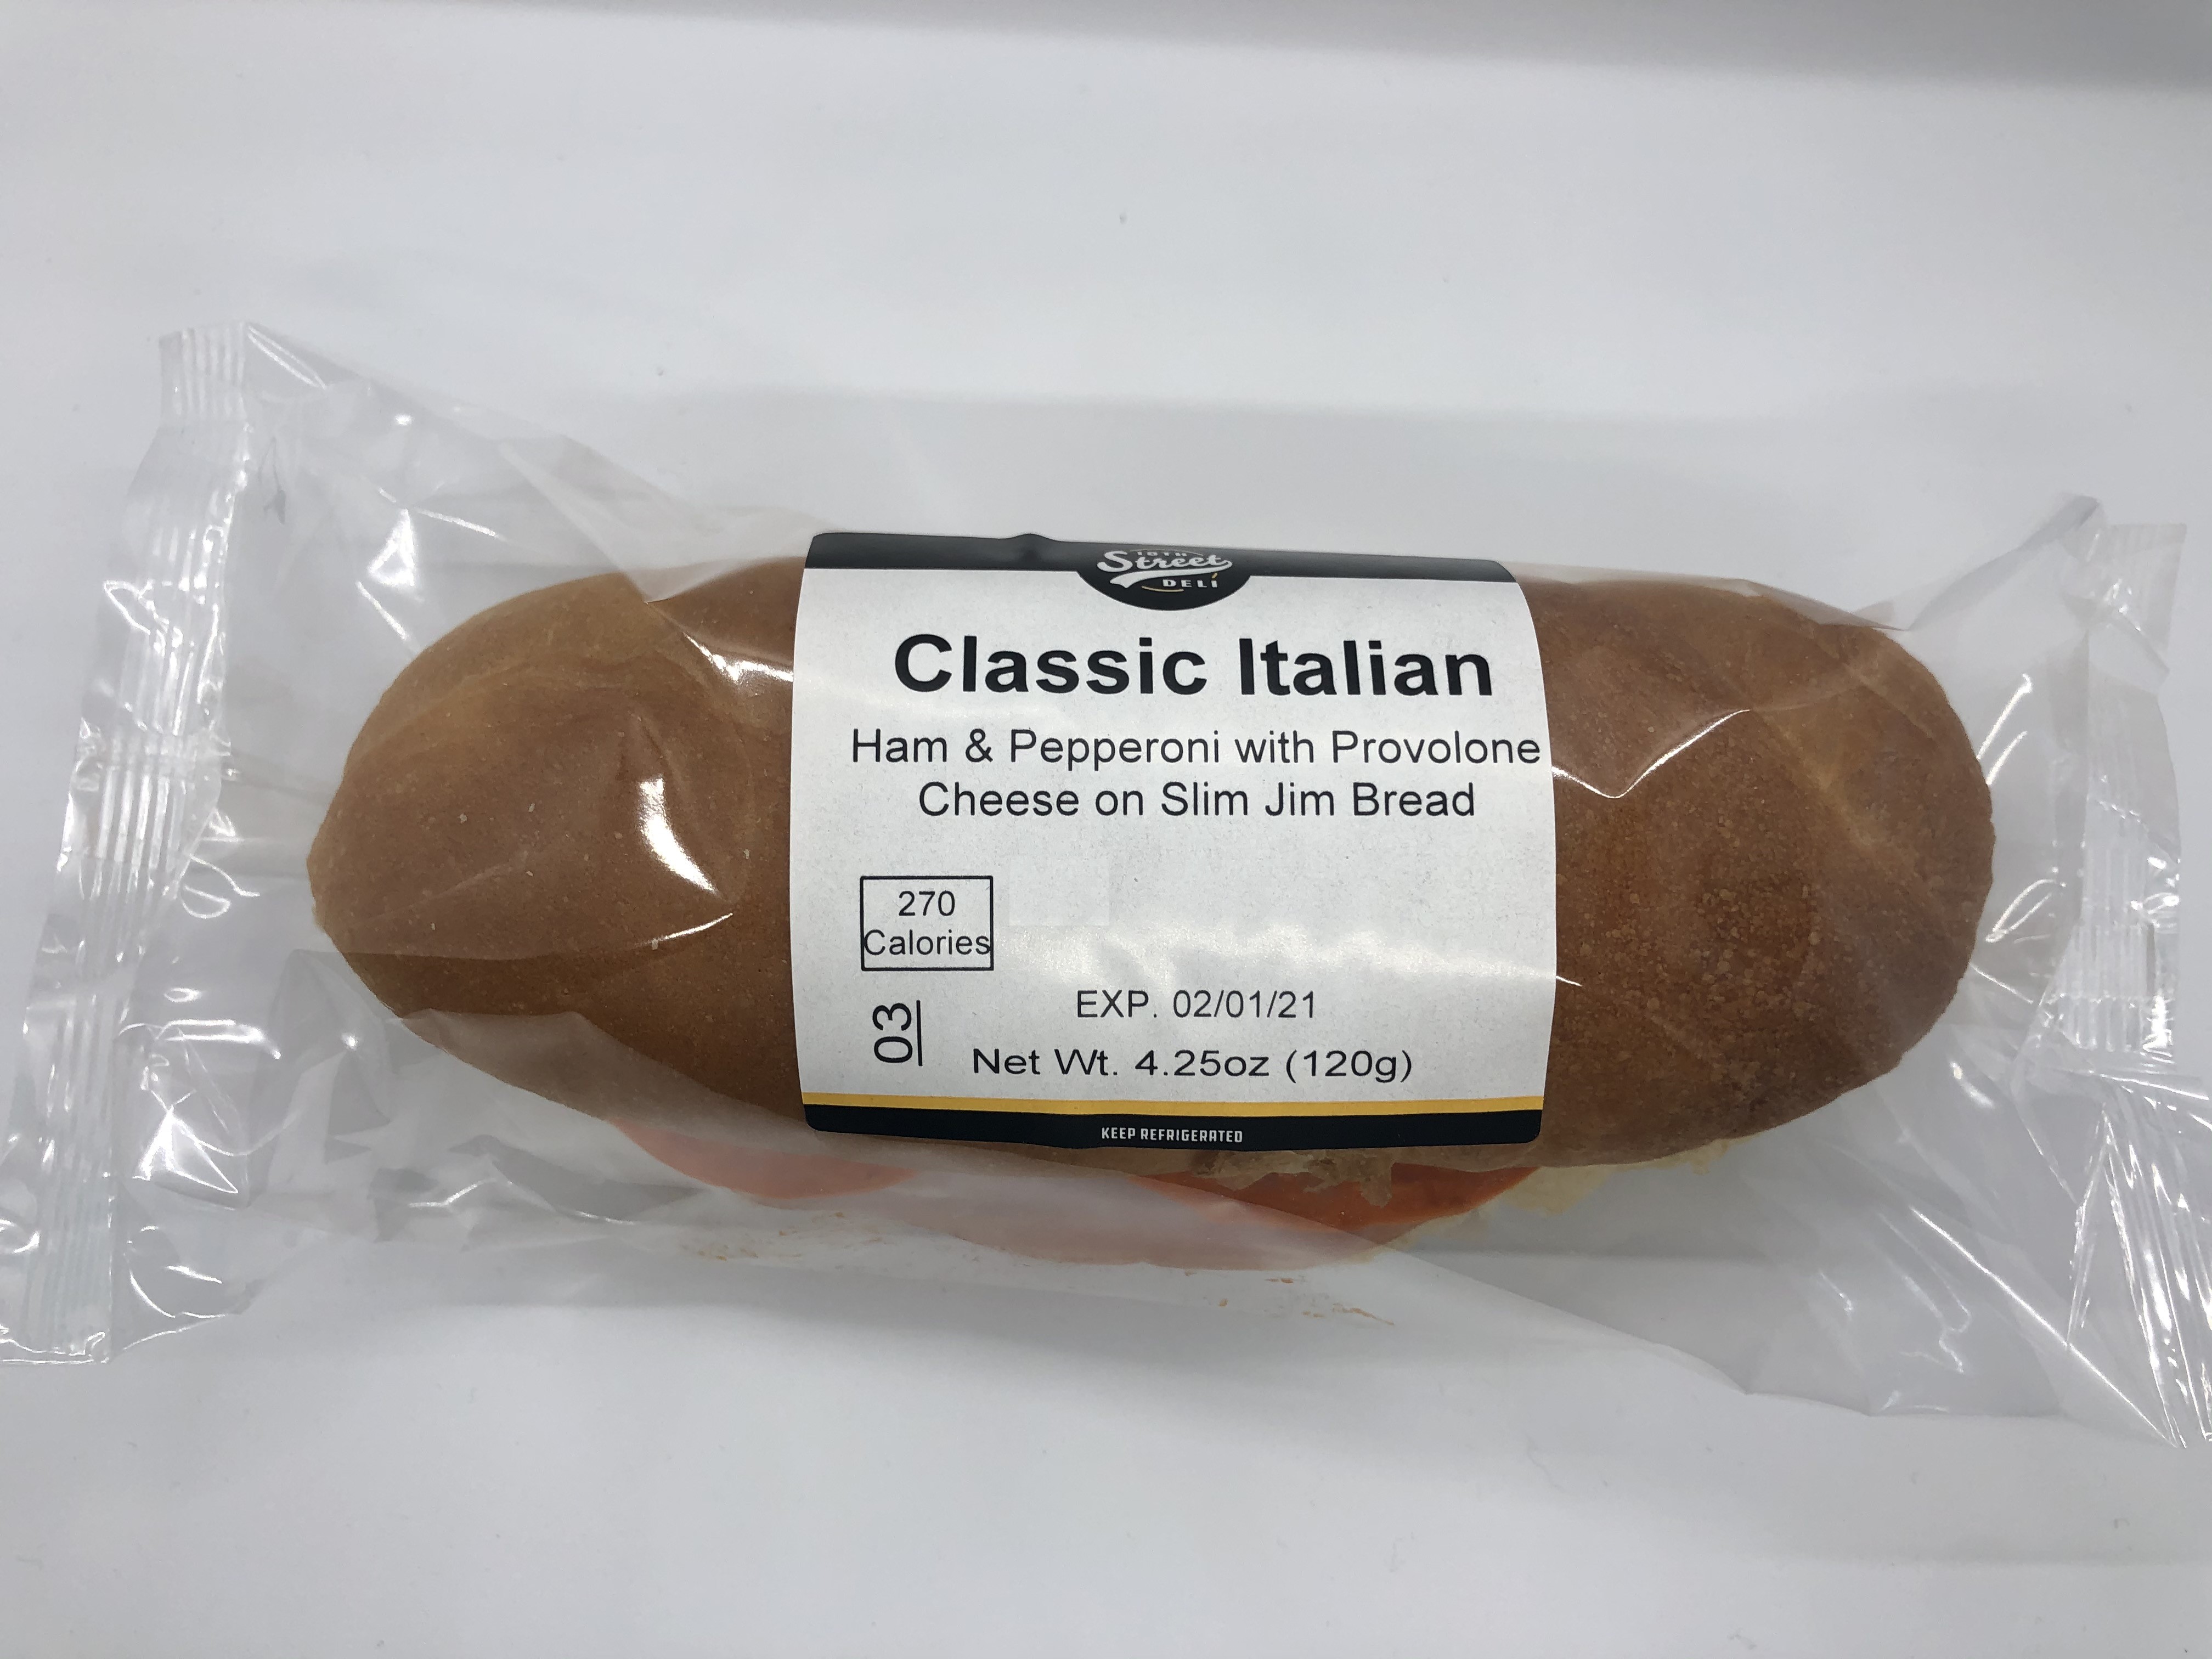 10TH
Street
DELI
Classic Italian
Ham & Pepperoni with Provolone
Cheese on Slim Jim Bread
270
Calories
03
EXP. 02/01/21
Net Wt. 4.25oz (120g)
KEEP REFRIGERATED